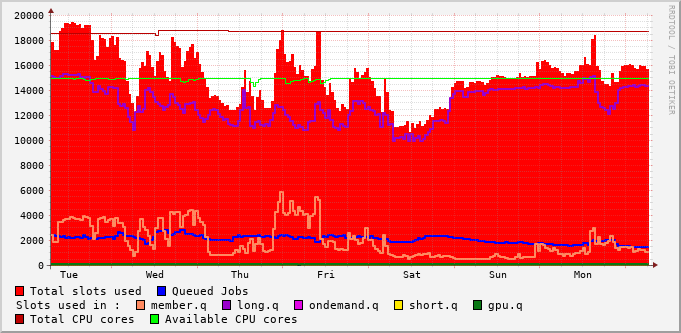 20000
18000
16000
14000
12000
10000
8000
6000
4000
2000
0
Tue Wed Thu Fri Sat Sun Mon
RRDTOOL / TOBI OETIKER
Total slots used Queued Jobs
Slots used in : member.q long.q ondemand.q short.q gpu.q
Total CPU cores Available CPU cores